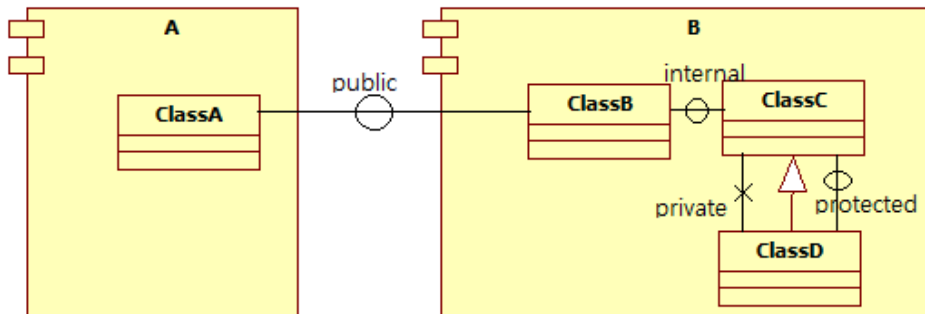 A
B
public
internal
ClassA
ClassB
ClassC
private
protected
ClassD